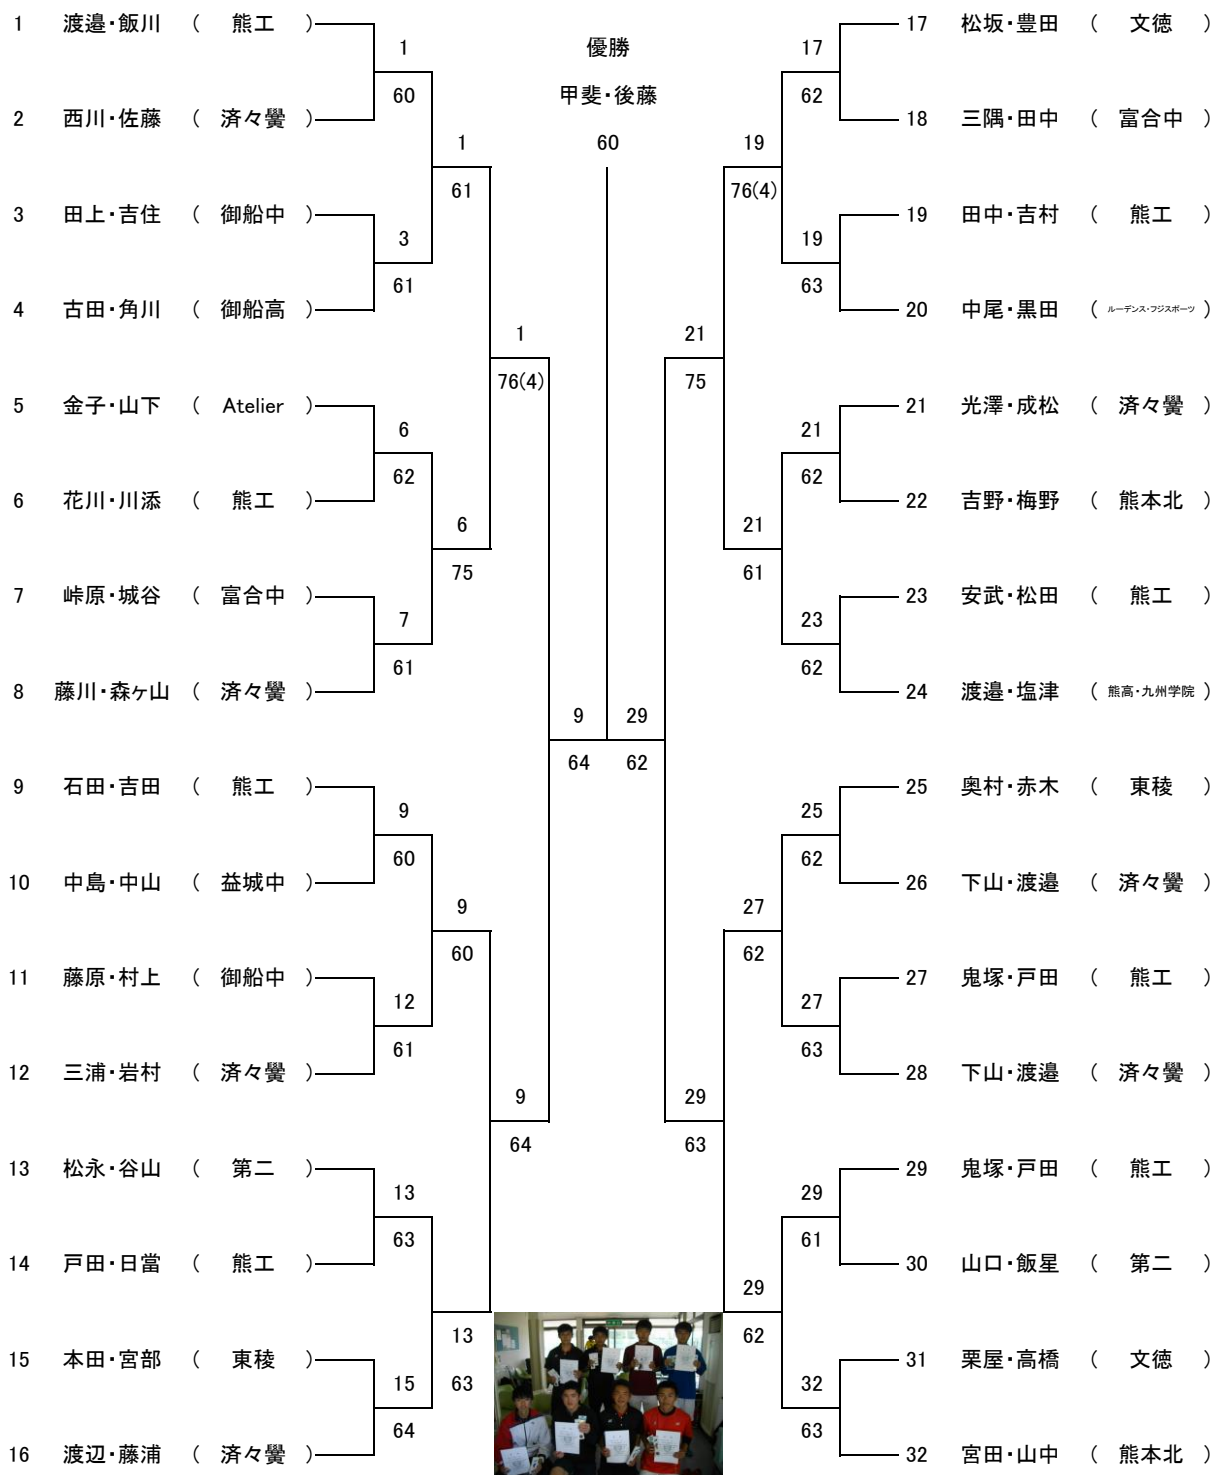 優勝
甲斐・後藤
60
1 渡邉・飯川 ( 熊工 )
1
60
2 西川・佐藤 ( 済々黌 )
1
61
3 田上・吉住 ( 御船中 )
3
61
4 古田・角川 ( 御船高 )
1
76(4)
5 金子・山下 ( Atelier )
6
62
6 花川・川添 ( 熊工 )
6
75
7 峠原・城谷 ( 富合中 )
7
61
8 藤川・森ヶ山 ( 済々黌 )
9
64
9 石田・吉田 ( 熊工 )
9
60
10 中島・中山 ( 益城中 )
9
60
11 藤原・村上 ( 御船中 )
12
61
12 三浦・岩村 ( 済々黌 )
9
64
13 松永・谷山 ( 第二 )
13
63
14 戸田・日當 ( 熊工 )
13
63
15 本田・宮部 ( 東稜 )
15
64
16 渡辺・藤浦 ( 済々黌 )
17 松坂・豊田 ( 文徳 )
17
62
18 三隅・田中 ( 富合中 )
19
76(4)
19 田中・吉村 ( 熊工 )
19
63
20 中尾・黒田 ( ルーデンス・フジスポーツ )
21
75
21 光澤・成松 ( 済々黌 )
21
62
22 吉野・梅野 ( 熊本北 )
21
61
23 安武・松田 ( 熊工 )
23
62
24 渡邉・塩津 ( 熊高・九州学院 )
29
62
25 奥村・赤木 ( 東稜 )
25
62
26 下山・渡邉 ( 済々黌 )
27
62
27 鬼塚・戸田 ( 熊工 )
27
63
28 下山・渡邉 ( 済々黌 )
29
63
29 鬼塚・戸田 ( 熊工 )
29
61
30 山口・飯星 ( 第二 )
29
62
31 栗屋・高橋 ( 文徳 )
32
63
32 宮田・山中 ( 熊本北 )